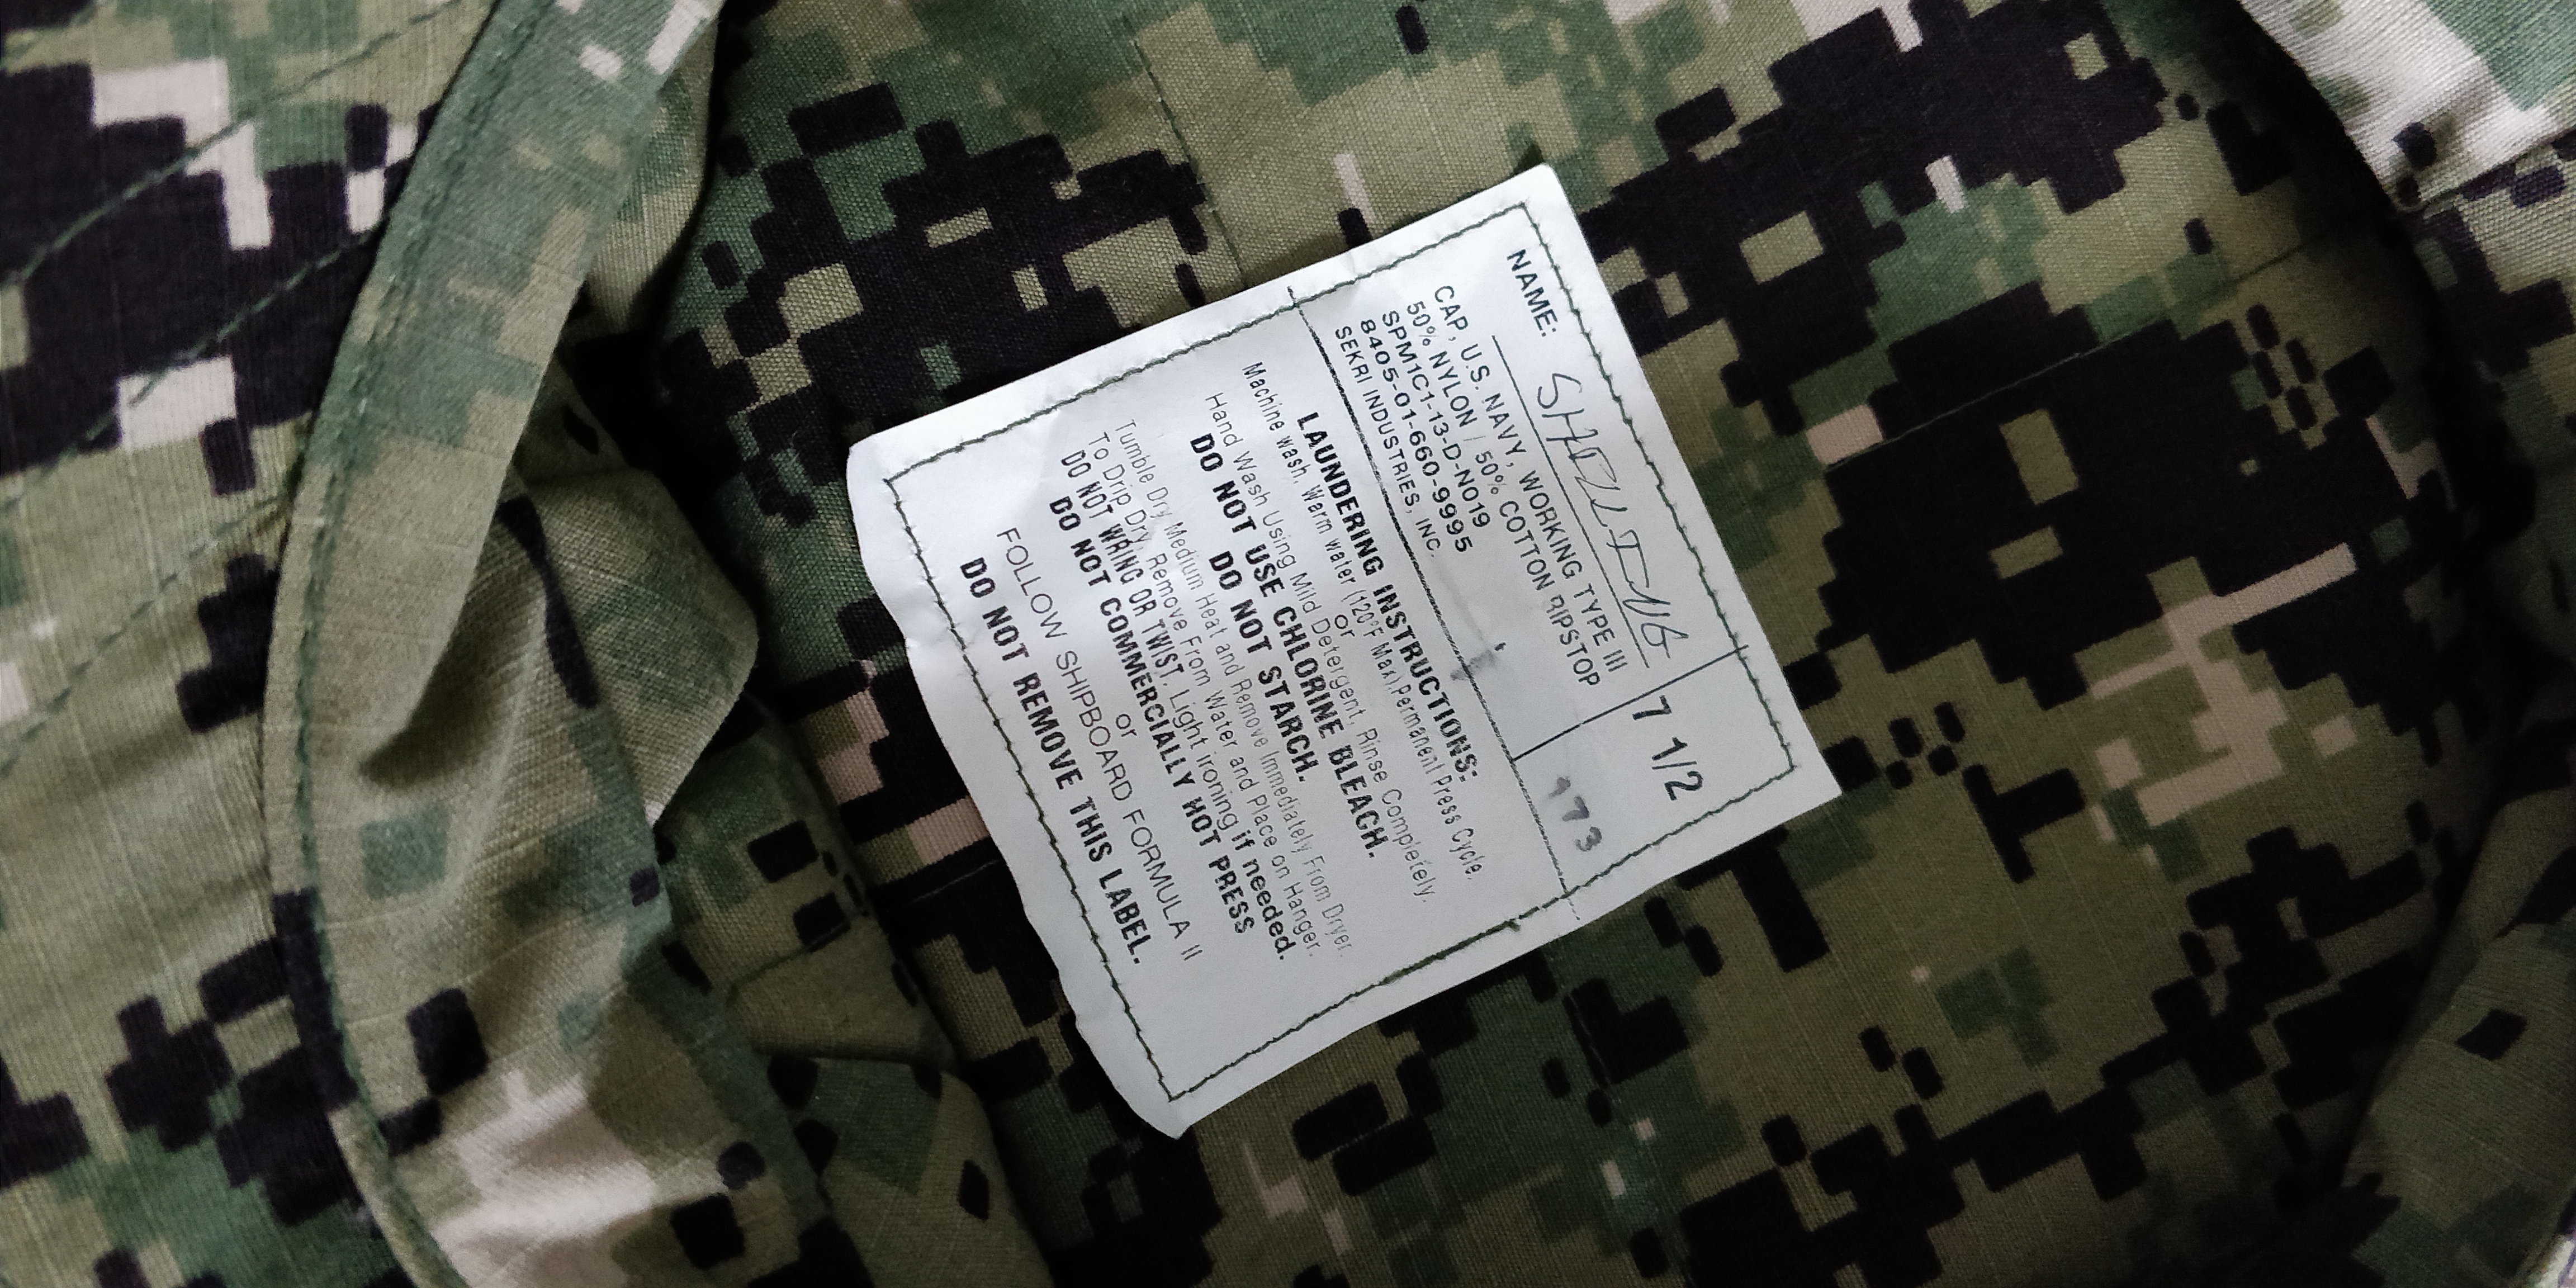 NAME: SHELLING
7 1/2
CAP, U.S. NAVY, WORKING TYPE III
50% NYLON / 50% COTTON RIPSTOP
SPM1C1-13-D-N019
8405-01-660-9995
SEKRI INDUSTRIES, INC.
173
LAUNDERING INSTRUCTIONS:
Machine Wash, Warm Water (120°F Max) Permanent Press Cycle.
or
Hand Wash Using Mild Detergent, Rinse Completely.
DO NOT USE CHLORINE BLEACH.
DO NOT STARCH.
Tumble Dry Medium Heat and Remove Immediately From Dryer.
To Drip Dry, Remove From Water and Place on Hanger.
DO NOT WRING OR TWIST. Light ironing if needed.
DO NOT COMMERCIALLY HOT PRESS
or
FOLLOW SHIPBOARD FORMULA II
DO NOT REMOVE THIS LABEL.